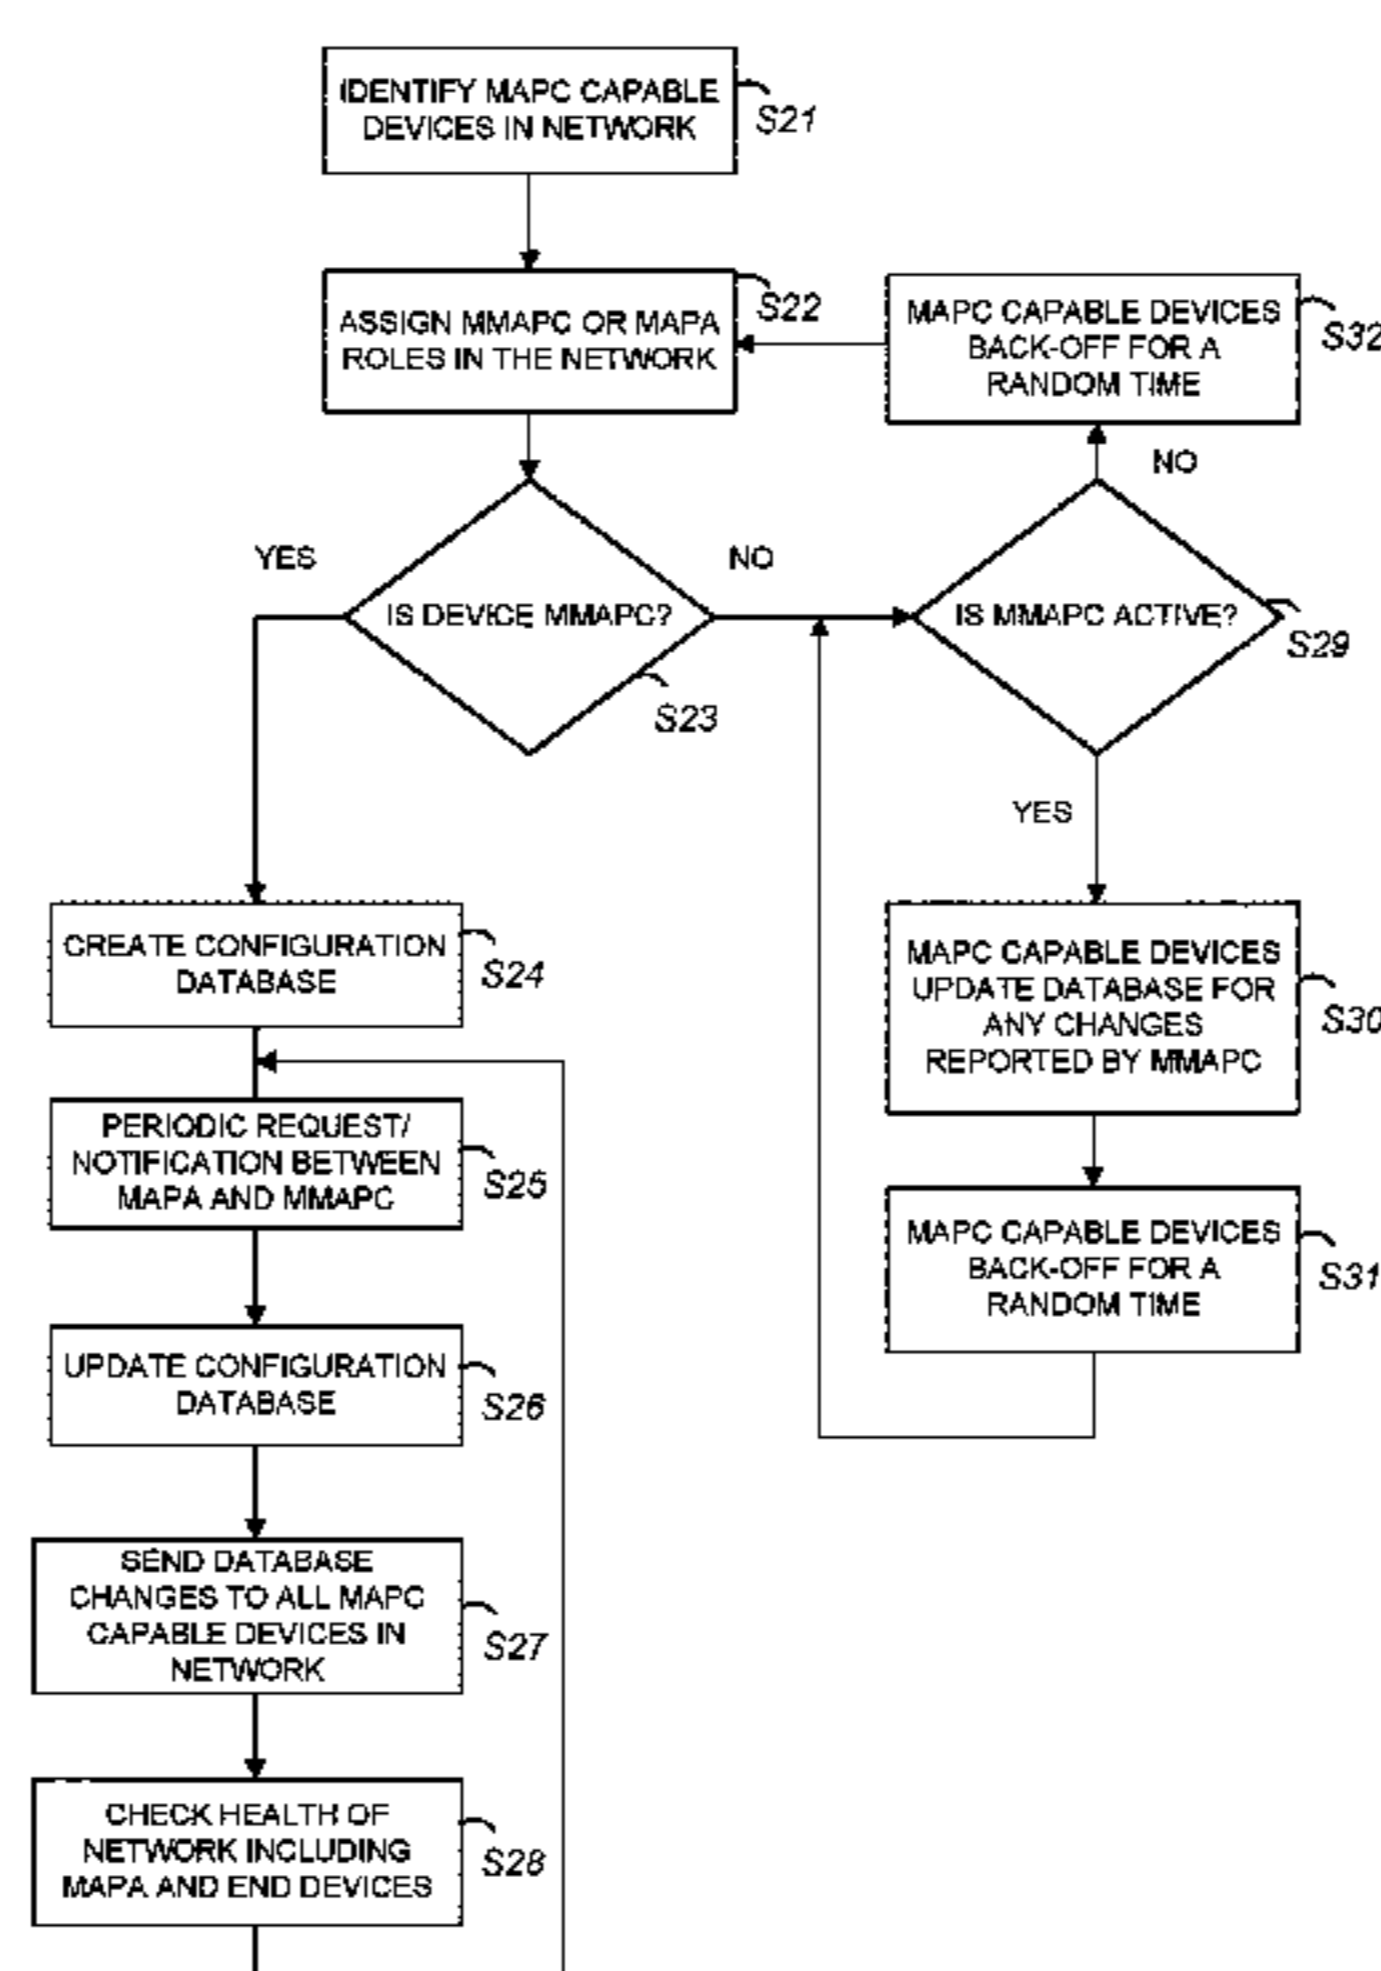 IDENTIFY MAPC CAPABLE
DEVICES IN NETWORK
S21
ASSIGN MMAPC OR MAPA
ROLES IN THE NETWORK
S22
MAPC CAPABLE DEVICES
BACK-OFF FOR A
RANDOM TIME
S32
NO
YES
IS DEVICE MMAPC?
NO
S23
IS MMAPC ACTIVE?
S29
YES
CREATE CONFIGURATION
DATABASE
S24
MAPC CAPABLE DEVICES
UPDATE DATABASE FOR
ANY CHANGES
REPORTED BY MMAPC
S30
PERIODIC REQUEST/
NOTIFICATION BETWEEN
MAPA AND MMAPC
S25
MAPC CAPABLE DEVICES
BACK-OFF FOR A
RANDOM TIME
S31
UPDATE CONFIGURATION
DATABASE
S26
SEND DATABASE
CHANGES TO ALL MAPC
CAPABLE DEVICES IN
NETWORK
S27
CHECK HEALTH OF
NETWORK INCLUDING
MAPA AND END DEVICES
S28